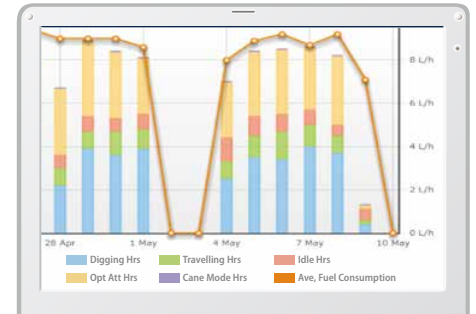 8 L/h
6 L/h
4 L/h
2 L/h
0 L/h
28 Apr 1 May 4 May 7 May 10 May
Digging Hrs Travelling Hrs Idle Hrs
Opt Att Hrs Cane Mode Hrs Ave, Fuel Consumption